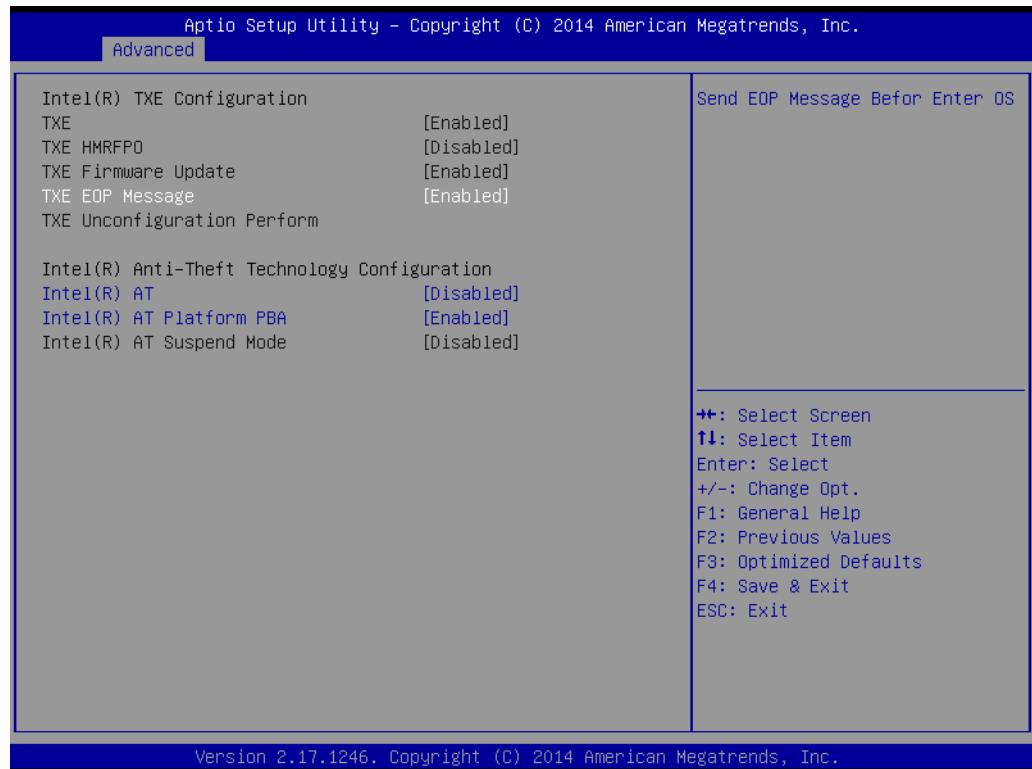 Aptio Setup Utility – Copyright (C) 2014 American Megatrends, Inc.
Advanced
Intel(R) TXE Configuration
TXE [Enabled]
TXE HMRFPO [Disabled]
TXE Firmware Update [Enabled]
TXE EOP Message [Enabled]
TXE Unconfiguration Perform
Intel(R) Anti-Theft Technology Configuration
Intel(R) AT [Disabled]
Intel(R) AT Platform PBA [Enabled]
Intel(R) AT Suspend Mode [Disabled]
Send EOP Message Befor Enter OS
→←: Select Screen
↑↓: Select Item
Enter: Select
+/-: Change Opt.
F1: General Help
F2: Previous Values
F3: Optimized Defaults
F4: Save & Exit
ESC: Exit
Version 2.17.1246. Copyright (C) 2014 American Megatrends, Inc.